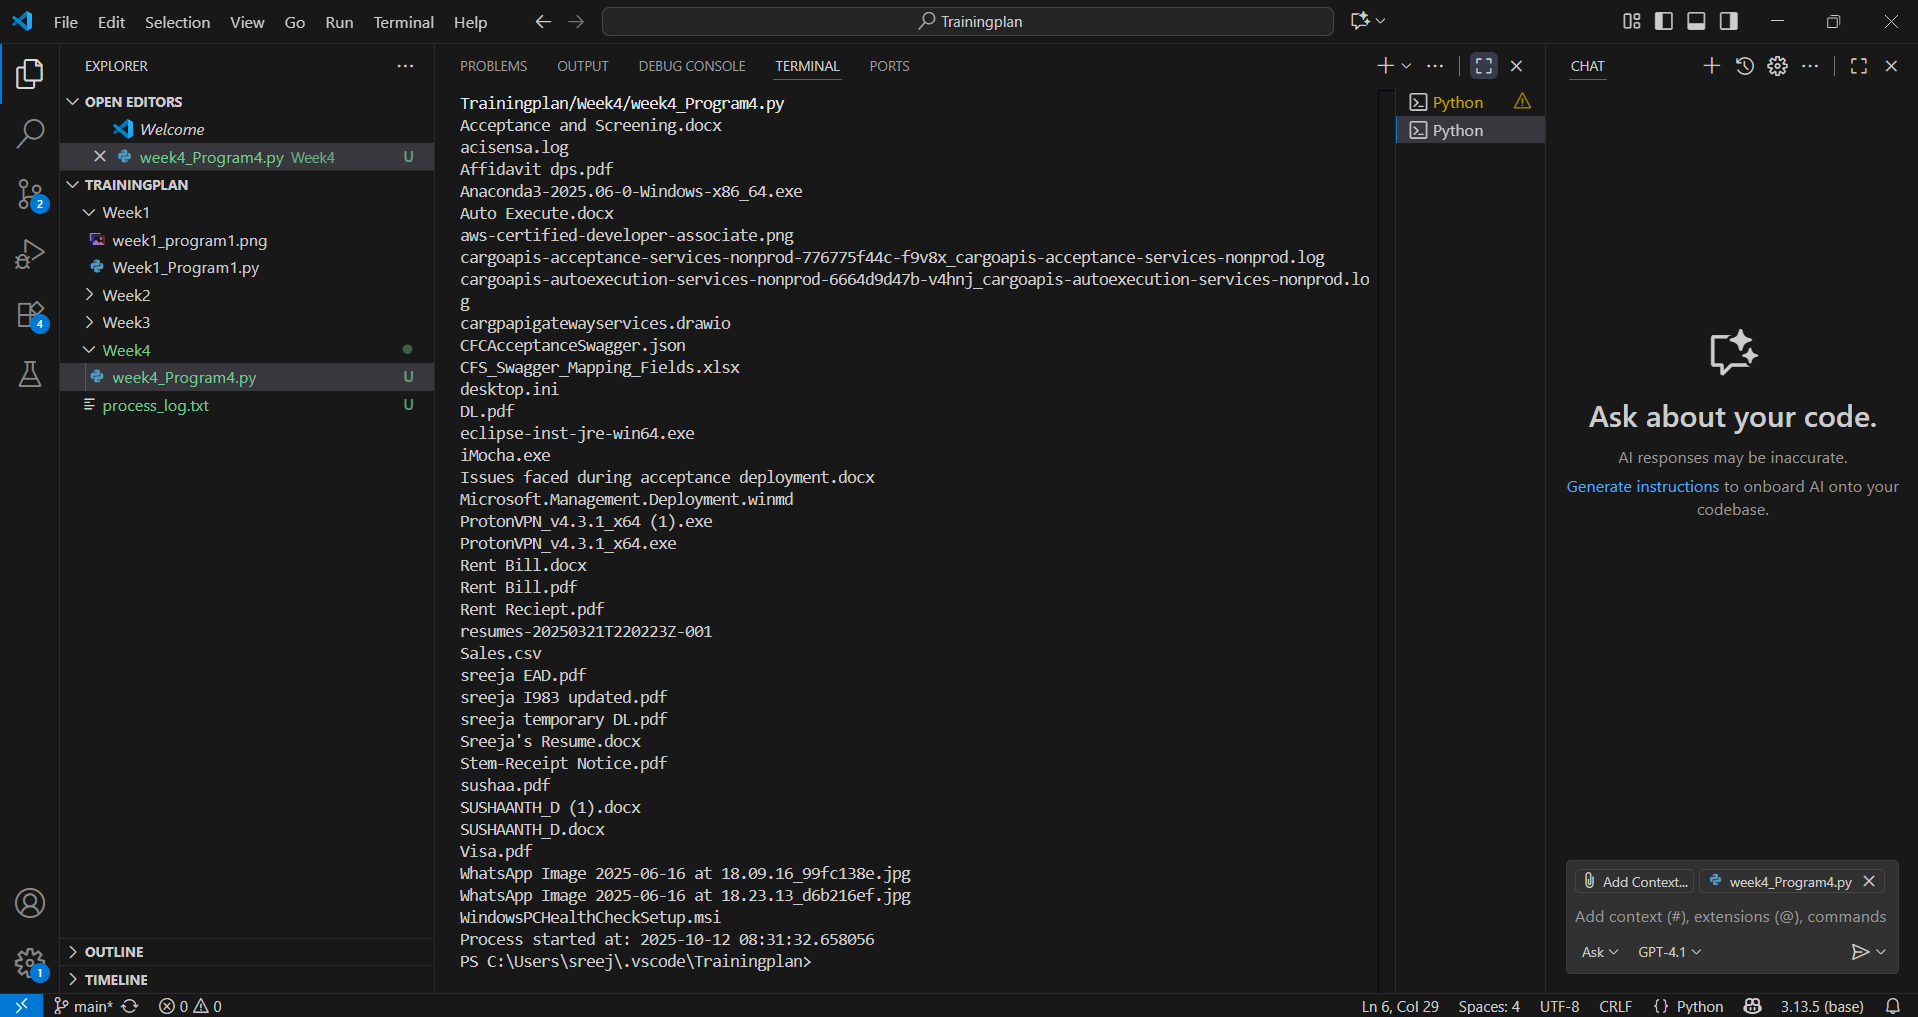 File Edit Selection View Go Run Terminal Help
Trainingplan
EXPLORER
OPEN EDITORS
Welcome
week4_Program4.py Week4 U
TRAININGPLAN
Week1
week1_program1.png
Week1_Program1.py
Week2
Week3
Week4
week4_Program4.py U
process_log.txt U
OUTLINE
TIMELINE
2
4
1
PROBLEMS OUTPUT DEBUG CONSOLE TERMINAL PORTS
Trainingplan/Week4/week4_Program4.py
Acceptance and Screening.docx
acisensa.log
Affidavit dps.pdf
Anaconda3-2025.06-0-Windows-x86_64.exe
Auto Execute.docx
aws-certified-developer-associate.png
cargoapis-acceptance-services-nonprod-776775f44c-f9v8x_cargoapis-acceptance-services-nonprod.log
cargoapis-autoexecution-services-nonprod-6664d9d47b-v4hnj_cargoapis-autoexecution-services-nonprod.lo
g
cargpapigatewayservices.drawio
CFCAcceptanceSwagger.json
CFS_Swagger_Mapping_Fields.xlsx
desktop.ini
DL.pdf
eclipse-inst-jre-win64.exe
iMocha.exe
Issues faced during acceptance deployment.docx
Microsoft.Management.Deployment.winmd
ProtonVPN_v4.3.1_x64 (1).exe
ProtonVPN_v4.3.1_x64.exe
Rent Bill.docx
Rent Bill.pdf
Rent Reciept.pdf
resumes-20250321T220223Z-001
Sales.csv
sreeja EAD.pdf
sreeja I983 updated.pdf
sreeja temporary DL.pdf
Sreeja's Resume.docx
Stem-Receipt Notice.pdf
sushaa.pdf
SUSHAANTH_D (1).docx
SUSHAANTH_D.docx
Visa.pdf
WhatsApp Image 2025-06-16 at 18.09.16_99fc138e.jpg
WhatsApp Image 2025-06-16 at 18.23.13_d6b216ef.jpg
WindowsPCHealthCheckSetup.msi
Process started at: 2025-10-12 08:31:32.658056
PS C:\Users\sreej\.vscode\Trainingplan>
Python
Python
CHAT
Ask about your code.
AI responses may be inaccurate.
Generate instructions to onboard AI onto your
codebase.
Add Context... week4_Program4.py
Add context (#), extensions (@), commands
Ask GPT-4.1
main* 0 0
Ln 6, Col 29 Spaces: 4 UTF-8 CRLF {} Python 3.13.5 (base)